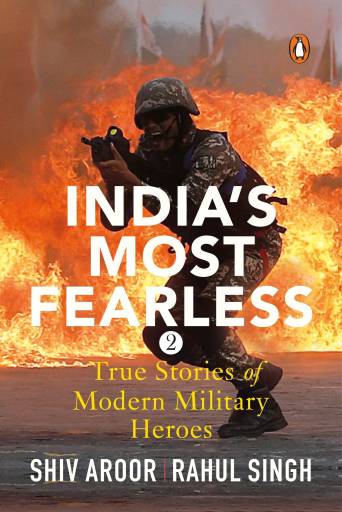 INDIA'S
MOST
FEARLESS
2
True Stories of
Modern Military
Heroes
SHIV AROOR | RAHUL SINGH